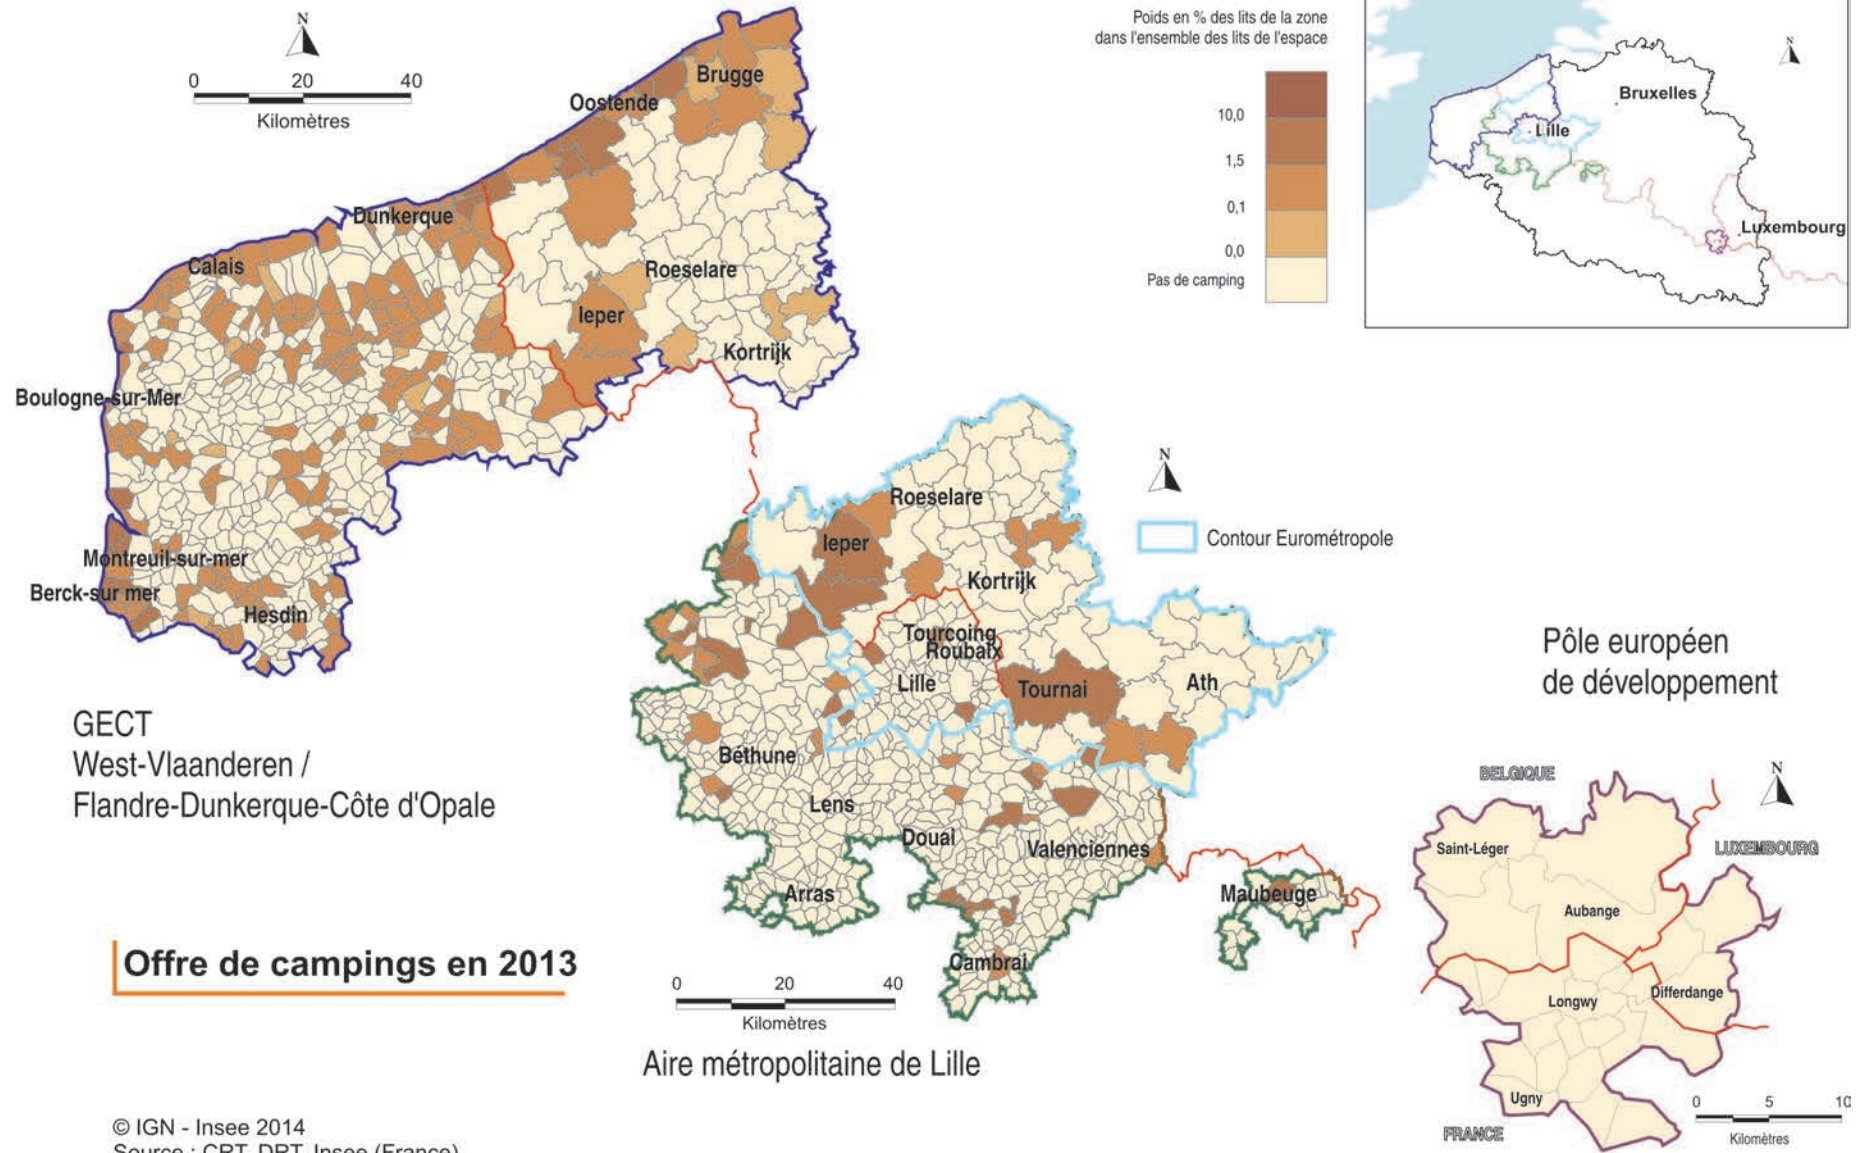 N
0 20 40
Kilomètres
Brugge
Oostende
Dunkerque
Calais
Roeselare
Ieper
Kortrijk
Boulogne-sur-Mer
Montreuil-sur-mer
Berck-sur mer
Hesdin
GECT
West-Vlaanderen /
Flandre-Dunkerque-Côte d'Opale
Poids en % des lits de la zone
dans l'ensemble des lits de l'espace
10,0
1,5
0,1
0,0
Pas de camping
N
Bruxelles
Lille
Luxembourg
N
Contour Eurométropole
Roeselare
Ieper
Kortrijk
Tourcoing
Roubaix
Lille
Tournai
Ath
Béthune
Lens
Douai
Valenciennes
Arras
Maubeuge
Cambrai
0 20 40
Kilomètres
Aire métropolitaine de Lille
Pôle européen
de développement
N
BELGIQUE
LUXEMBOURG
Saint-Léger
Aubange
Longwy
Differdange
Ugny
FRANCE
0 5 10
Kilomètres
Offre de campings en 2013
© IGN - Insee 2014
Source : CRT, DRT, Insee (France)